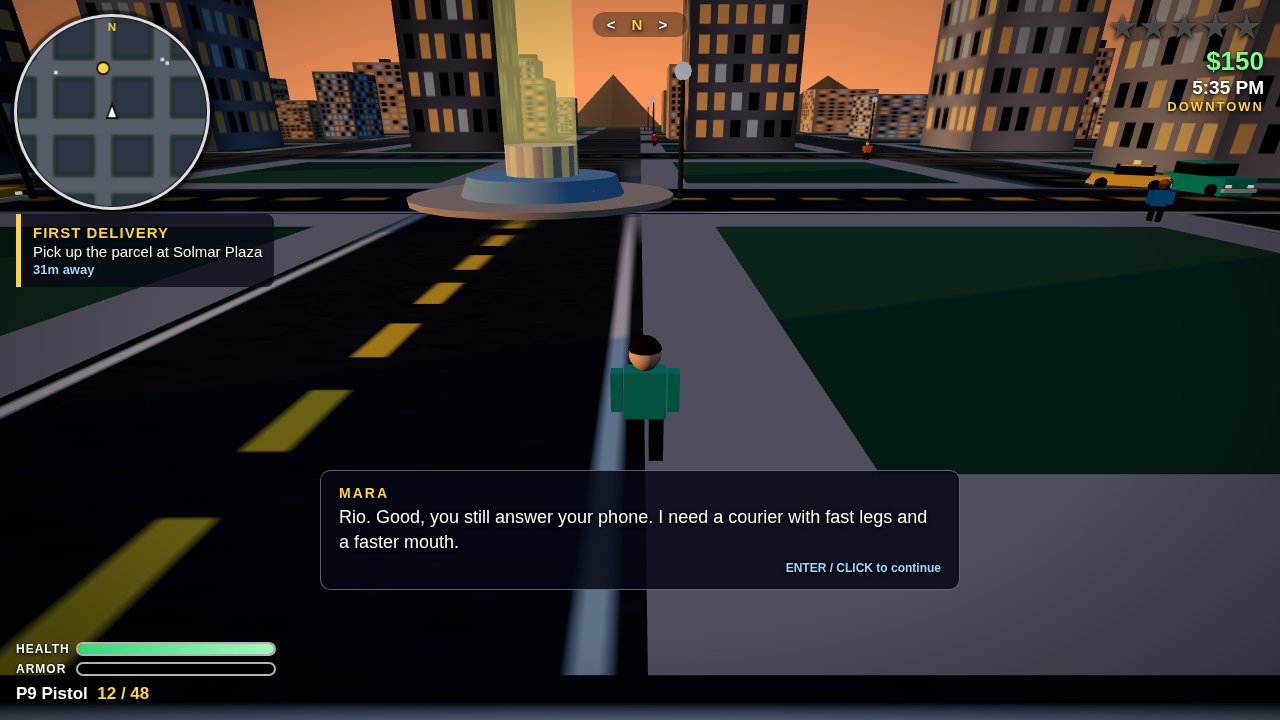 N
< N >
$150
5:35 PM
DOWNTOWN
FIRST DELIVERY
Pick up the parcel at Solmar Plaza
31m away
MARA
Rio. Good, you still answer your phone. I need a courier with fast legs and
a faster mouth.
ENTER / CLICK to continue
HEALTH
ARMOR
P9 Pistol 12 / 48